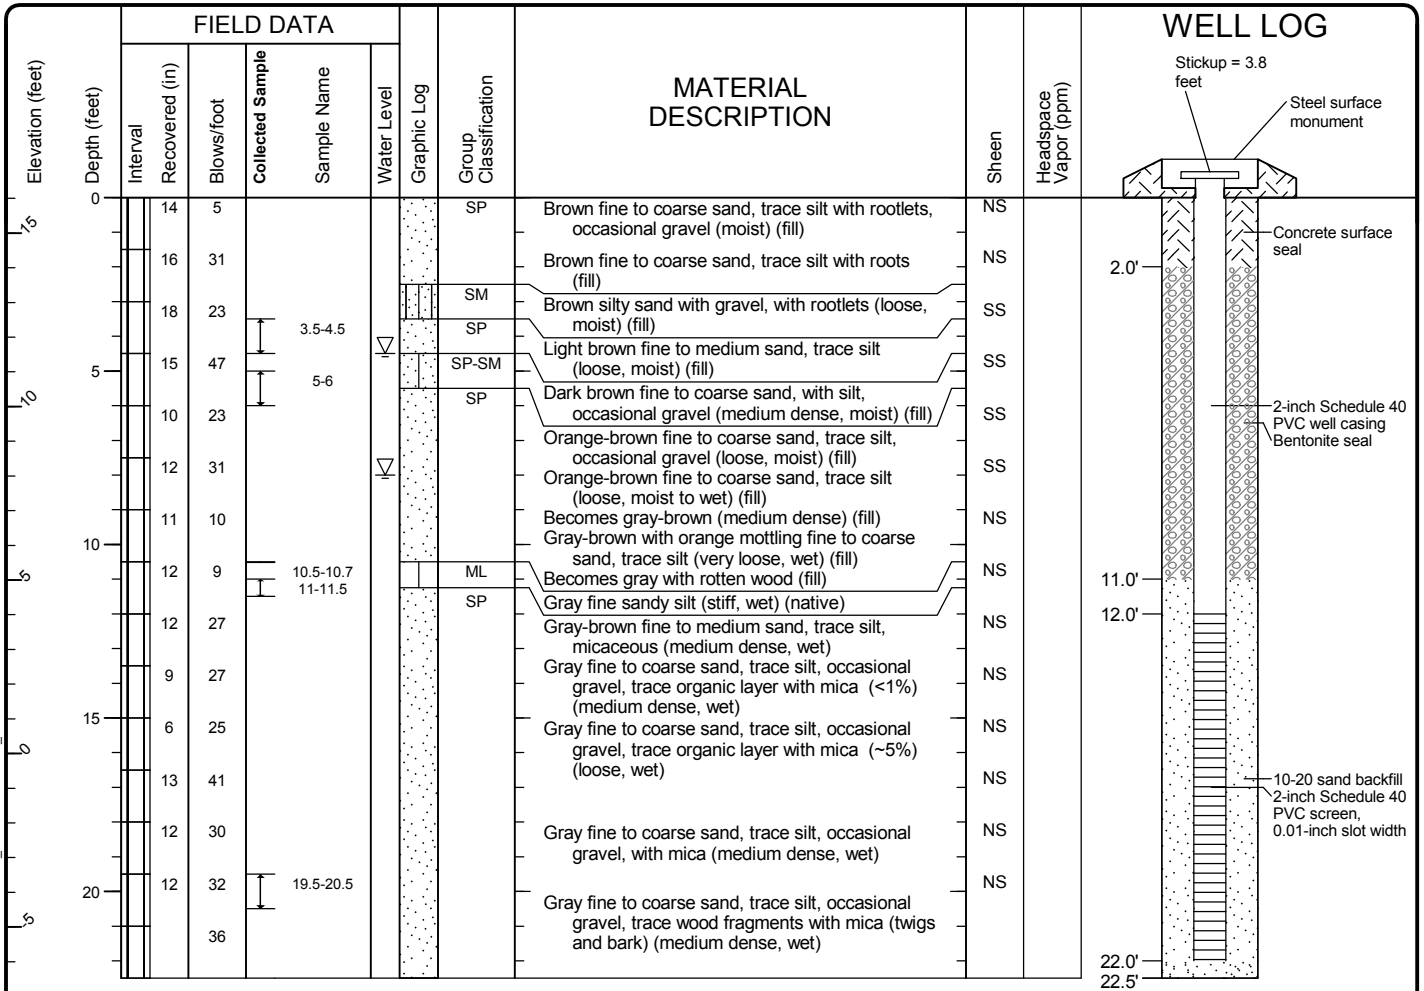 FIELD DATA
WELL LOG
Elevation (feet)
Depth (feet)
Interval
Recovered (in)
Blows/foot
Collected Sample
Sample Name
Water Level
Graphic Log
Group
Classification
MATERIAL
DESCRIPTION
Sheen
Headspace
Vapor (ppm)
Stickup = 3.8
feet
Steel surface
monument
0
14
5
SP
Brown fine to coarse sand, trace silt with rootlets,
occasional gravel (moist) (fill)
NS
15
Concrete surface
seal
16
31
Brown fine to coarse sand, trace silt with roots
(fill)
NS
2.0'
SM
18
23
Brown silty sand with gravel, with rootlets (loose,
moist) (fill)
SS
3.5-4.5
SP
Light brown fine to medium sand, trace silt
(loose, moist) (fill)
15
47
SP-SM
SS
5
5-6
10
SP
Dark brown fine to coarse sand, with silt,
occasional gravel (medium dense, moist) (fill)
10
23
SS
2-inch Schedule 40
PVC well casing
Bentonite seal
Orange-brown fine to coarse sand, trace silt,
occasional gravel (loose, moist) (fill)
12
31
SS
Orange-brown fine to coarse sand, trace silt
(loose, moist to wet) (fill)
11
10
Becomes gray-brown (medium dense) (fill)
NS
10
Gray-brown with orange mottling fine to coarse
sand, trace silt (very loose, wet) (fill)
5
12
9
10.5-10.7
11-11.5
ML
Becomes gray with rotten wood (fill)
NS
11.0'
SP
Gray fine sandy silt (stiff, wet) (native)
12.0'
12
27
Gray-brown fine to medium sand, trace silt,
micaceous (medium dense, wet)
NS
9
27
Gray fine to coarse sand, trace silt, occasional
gravel, trace organic layer with mica (<1%)
(medium dense, wet)
NS
15
6
25
Gray fine to coarse sand, trace silt, occasional
gravel, trace organic layer with mica (~5%)
(loose, wet)
NS
0
13
41
NS
10-20 sand backfill
2-inch Schedule 40
PVC screen,
0.01-inch slot width
12
30
Gray fine to coarse sand, trace silt, occasional
gravel, with mica (medium dense, wet)
NS
20
12
32
19.5-20.5
NS
-5
36
Gray fine to coarse sand, trace silt, occasional
gravel, trace wood fragments with mica (twigs
and bark) (medium dense, wet)
22.0'
22.5'